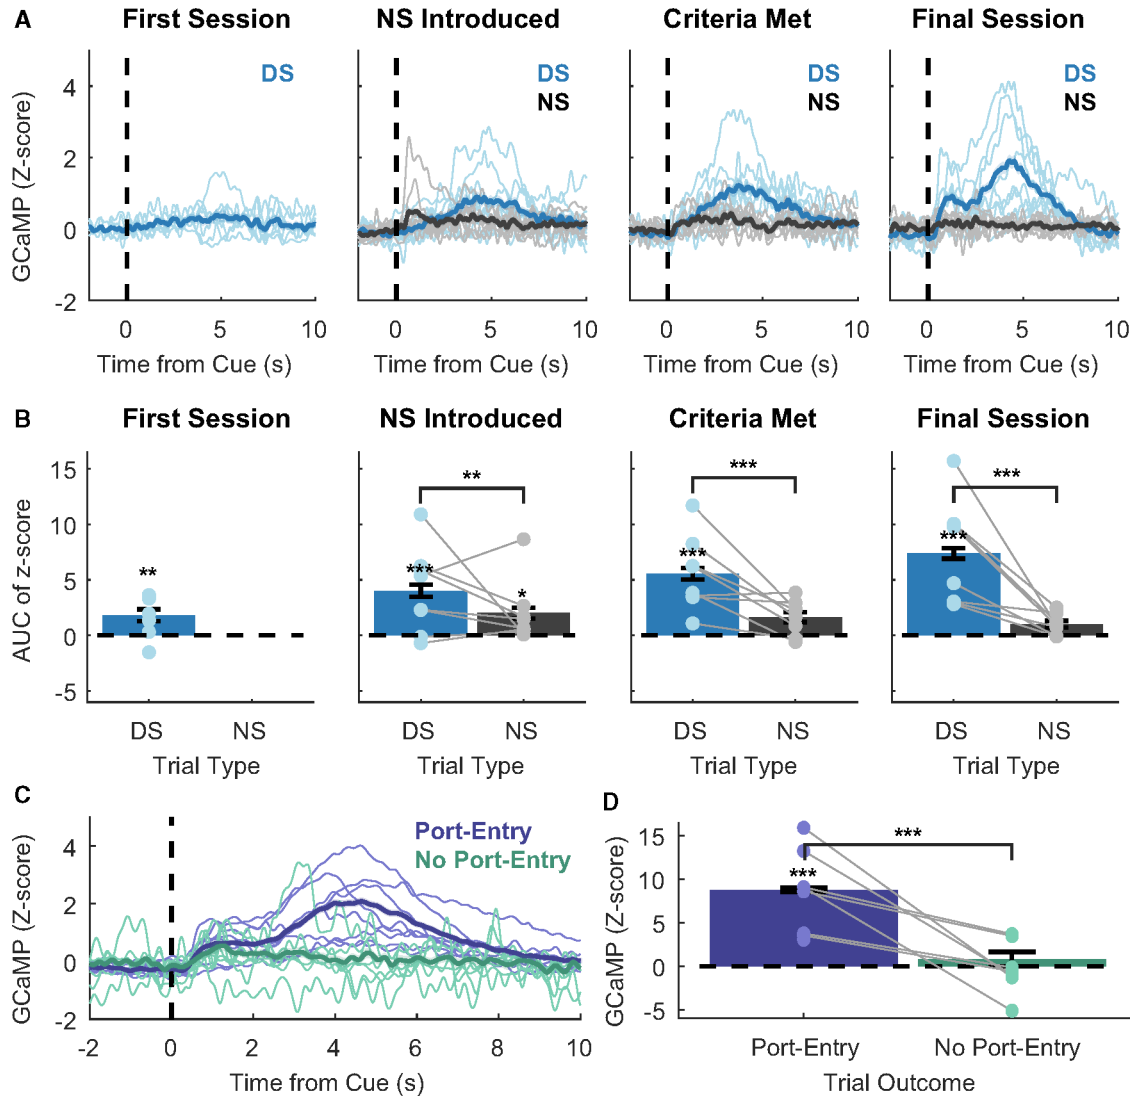 A
First Session
NS Introduced
Criteria Met
Final Session
GCaMP (Z-score)
4
2
0
-2
DS
DS
NS
DS
NS
DS
NS
0 5 10
0 5 10
0 5 10
0 5 10
Time from Cue (s)
Time from Cue (s)
Time from Cue (s)
Time from Cue (s)
B
First Session
NS Introduced
Criteria Met
Final Session
AUC of z-score
15
10
5
0
-5
**
**
***
*
***
***
***
***
DS NS
DS NS
DS NS
DS NS
Trial Type
Trial Type
Trial Type
Trial Type
C
GCaMP (Z-score)
4
2
0
-2
Port-Entry
No Port-Entry
-2 0 2 4 6 8 10
Time from Cue (s)
D
GCaMP (Z-score)
15
10
5
0
-5
***
***
Port-Entry No Port-Entry
Trial Outcome